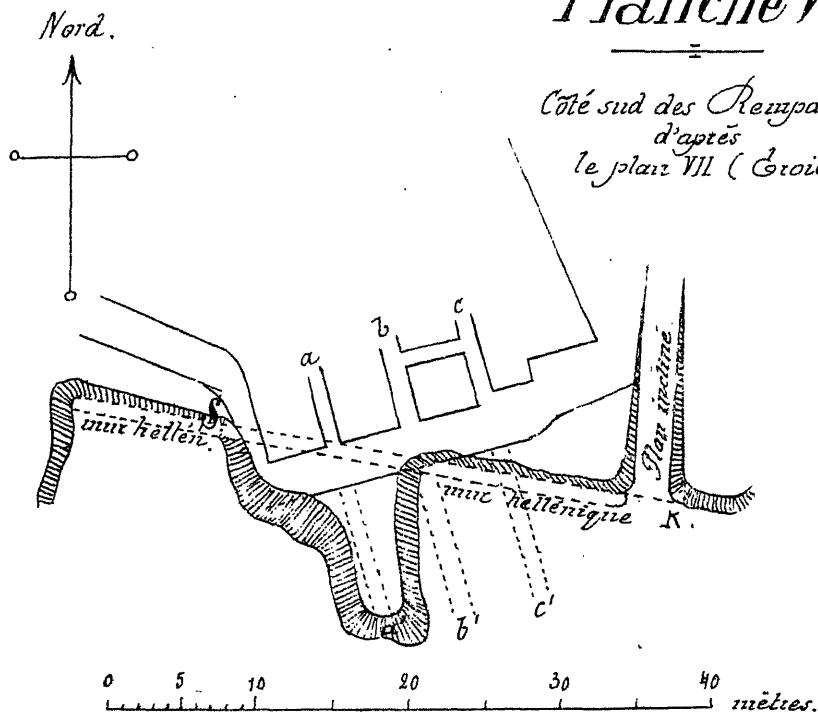 Planche V
Nord.
Côté sud des Rempa
d'après
le plan VII (Troie
a
b
c
S
mur hellén.
mur hellénique
Plan incliné
K.
a'
b'
c'
0 5 10 20 30 40
mètres.